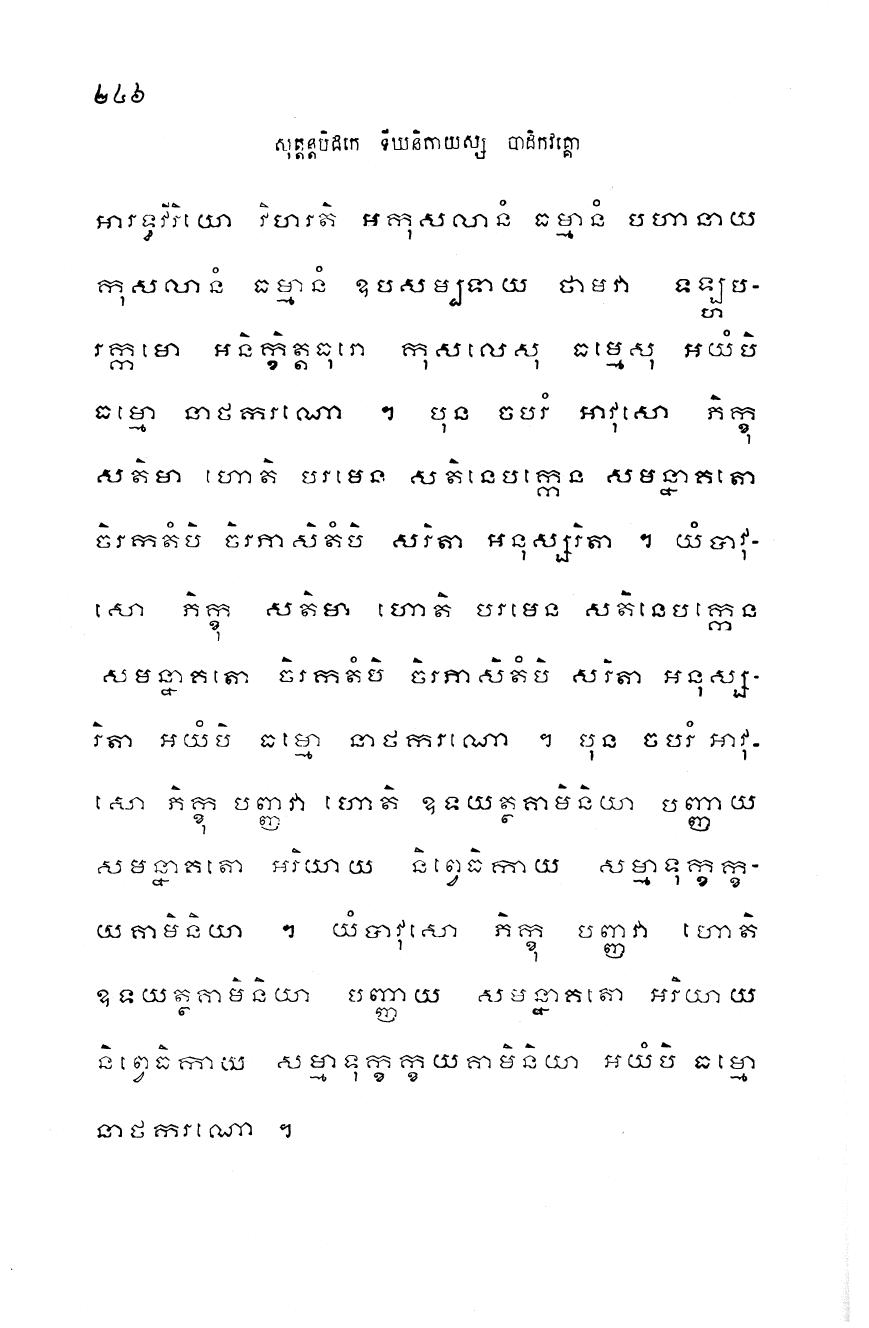 ២៤៦
សុត្តន្តបិដកេ ទីឃនិកាយស្ស បាដិកវគ្គោ
អារទ្ធវីរិយោ វិហរតិ អកុសលានំ ធម្មានំ បហានាយ
កុសលានំ ធម្មានំ ឧបសម្បទាយ ថាមវា ទឡ្ហប-
រក្កមោ អនិក្ខិត្តធុរោ កុសលេសុ ធម្មេសុ អយំបិ
ធម្មោ នាថករណោ ។ បុន ចបរំ អាវុសោ ភិក្ខុ
សតិមា ហោតិ បរមេន សតិនេបក្កេន សមន្នាគតោ
ចិរកតំបិ ចិរភាសិតំបិ សរិតា អនុស្សរិតា ។ យំបាវុ-
សោ ភិក្ខុ សតិមា ហោតិ បរមេន សតិនេបក្កេន
សមន្នាគតោ ចិរកតំបិ ចិរភាសិតំបិ សរិតា អនុស្ស-
រិតា អយំបិ ធម្មោ នាថករណោ ។ បុន ចបរំ អាវុ-
សោ ភិក្ខុ បញ្ញវា ហោតិ ឧទយត្ថគាមិនិយា បញ្ញាយ
សមន្នាគតោ អរិយាយ និព្វេធិកាយ សម្មាទុក្ខក្ខ-
យគាមិនិយា ។ យំបាវុសោ ភិក្ខុ បញ្ញវា ហោតិ
ឧទយត្ថគាមិនិយា បញ្ញាយ សមន្នាគតោ អរិយាយ
និព្វេធិកាយ សម្មាទុក្ខក្ខយគាមិនិយា អយំបិ ធម្មោ
នាថករណោ ។